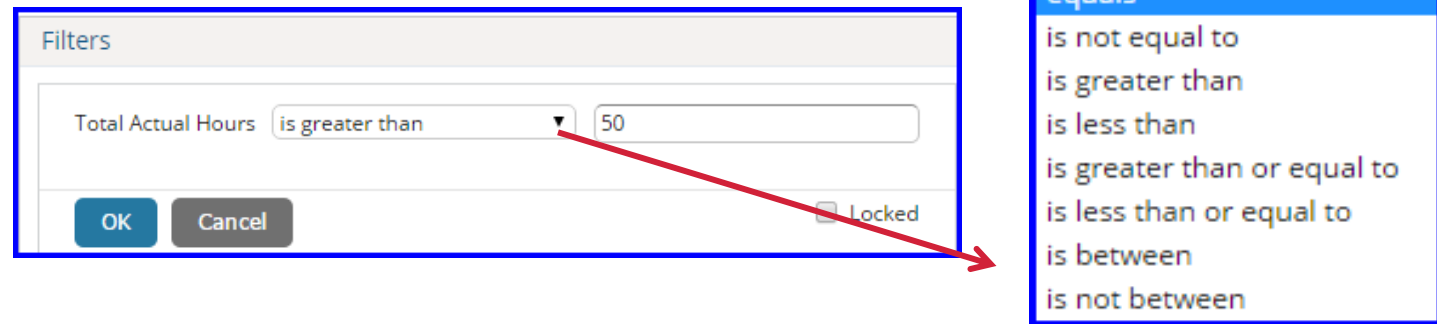 Filters
Total Actual Hours is greater than 50
OK Cancel Locked
equals
is not equal to
is greater than
is less than
is greater than or equal to
is less than or equal to
is between
is not between